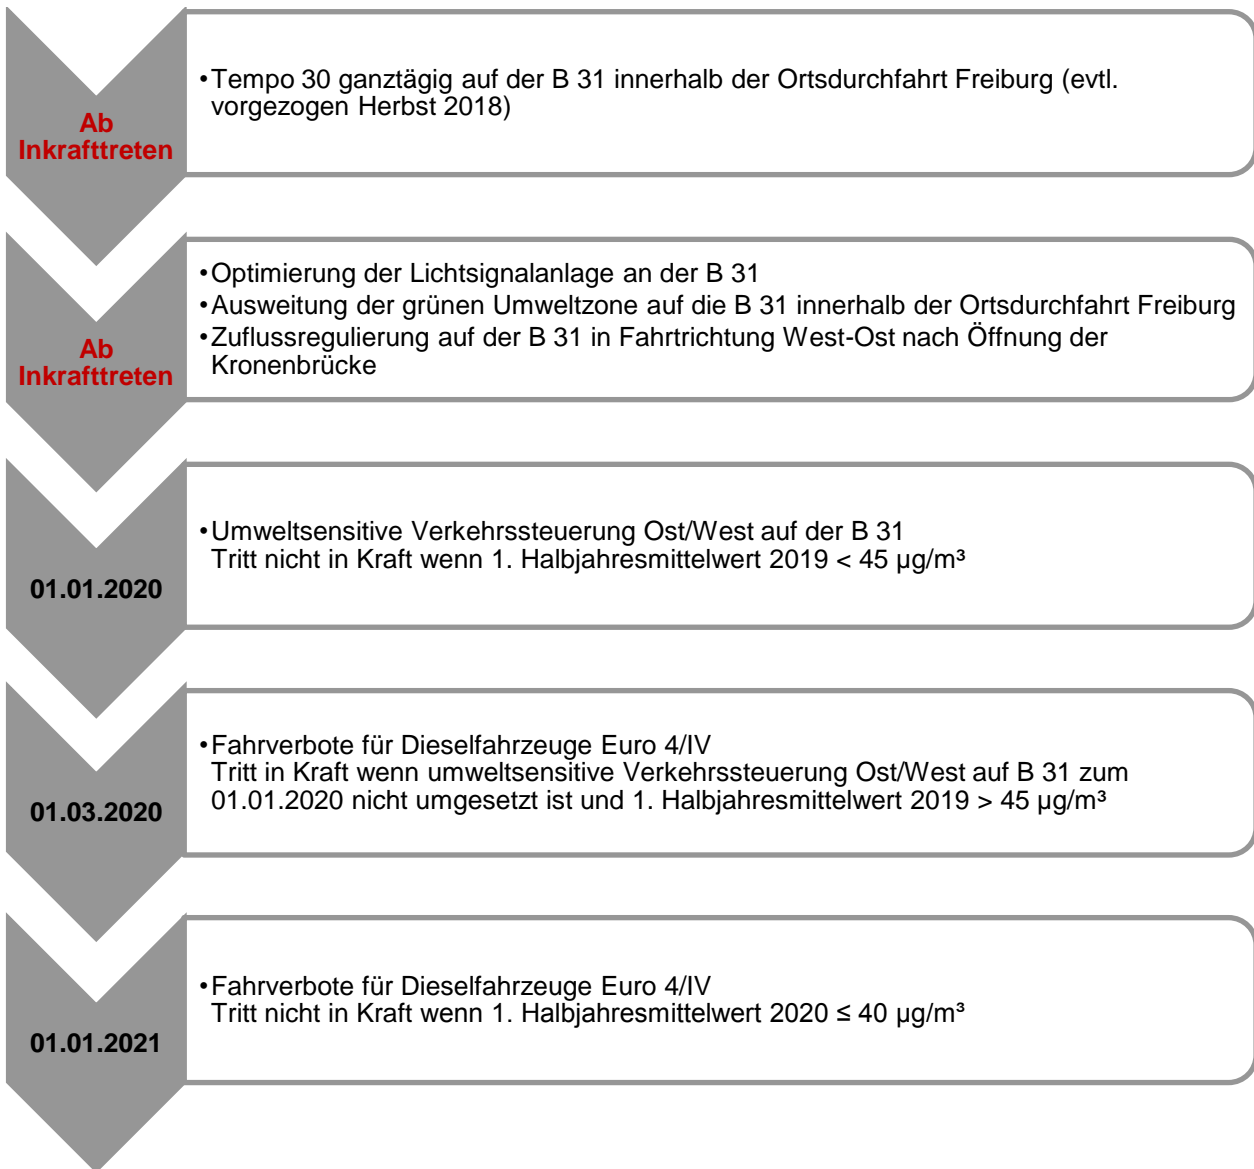 Ab
Inkrafttreten
•Tempo 30 ganztägig auf der B 31 innerhalb der Ortsdurchfahrt Freiburg (evtl.
vorgezogen Herbst 2018)
Ab
Inkrafttreten
•Optimierung der Lichtsignalanlage an der B 31
•Ausweitung der grünen Umweltzone auf die B 31 innerhalb der Ortsdurchfahrt Freiburg
•Zuflussregulierung auf der B 31 in Fahrtrichtung West-Ost nach Öffnung der
Kronenbrücke
01.01.2020
•Umweltsensitive Verkehrssteuerung Ost/West auf der B 31
Tritt nicht in Kraft wenn 1. Halbjahresmittelwert 2019 < 45 µg/m³
01.03.2020
•Fahrverbote für Dieselfahrzeuge Euro 4/IV
Tritt in Kraft wenn umweltsensitive Verkehrssteuerung Ost/West auf B 31 zum
01.01.2020 nicht umgesetzt ist und 1. Halbjahresmittelwert 2019 > 45 µg/m³
01.01.2021
•Fahrverbote für Dieselfahrzeuge Euro 4/IV
Tritt nicht in Kraft wenn 1. Halbjahresmittelwert 2020 ≤ 40 µg/m³